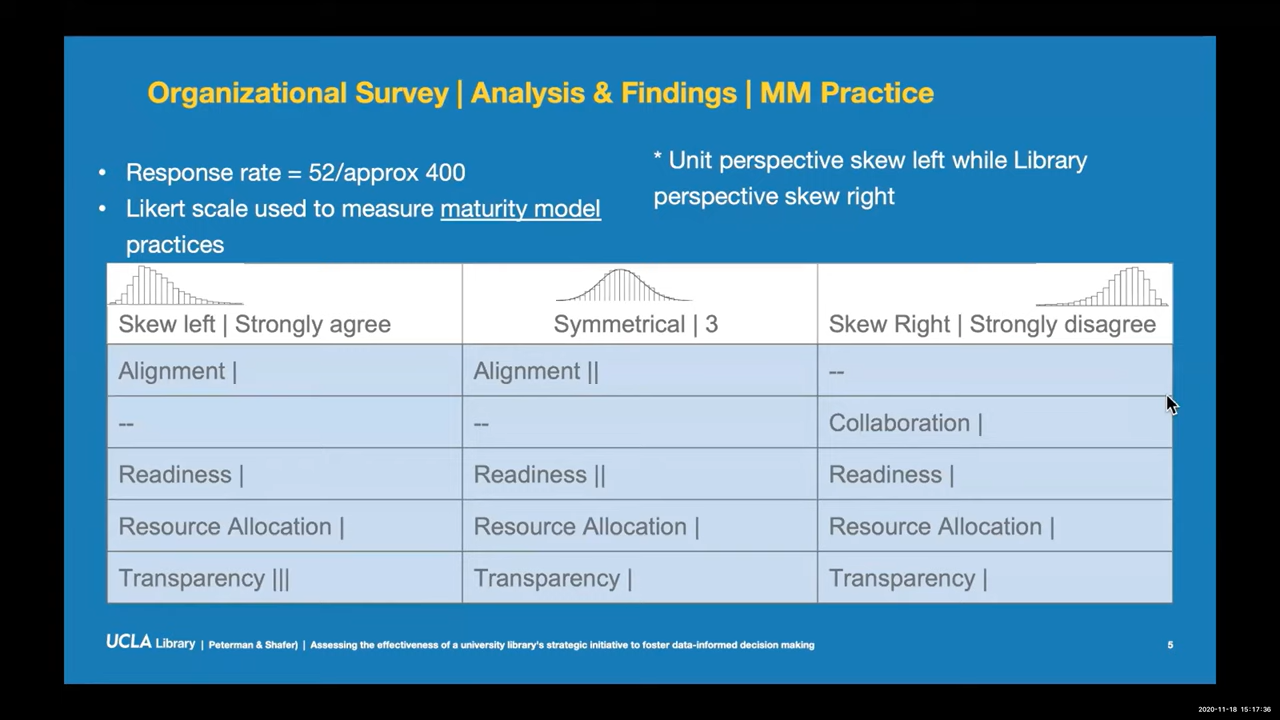 Organizational Survey | Analysis & Findings | MM Practice
• Response rate = 52/approx 400
• Likert scale used to measure maturity model
practices
* Unit perspective skew left while Library
perspective skew right
Skew left | Strongly agree
Symmetrical | 3
Skew Right | Strongly disagree
Alignment |
Alignment ||
--
--
--
Collaboration |
Readiness |
Readiness ||
Readiness |
Resource Allocation |
Resource Allocation |
Resource Allocation |
Transparency |||
Transparency |
Transparency |
UCLA Library | Peterman & Shafer) | Assessing the effectiveness of a university library's strategic initiative to foster data-informed decision making
5
2020-11-18 15:17:36